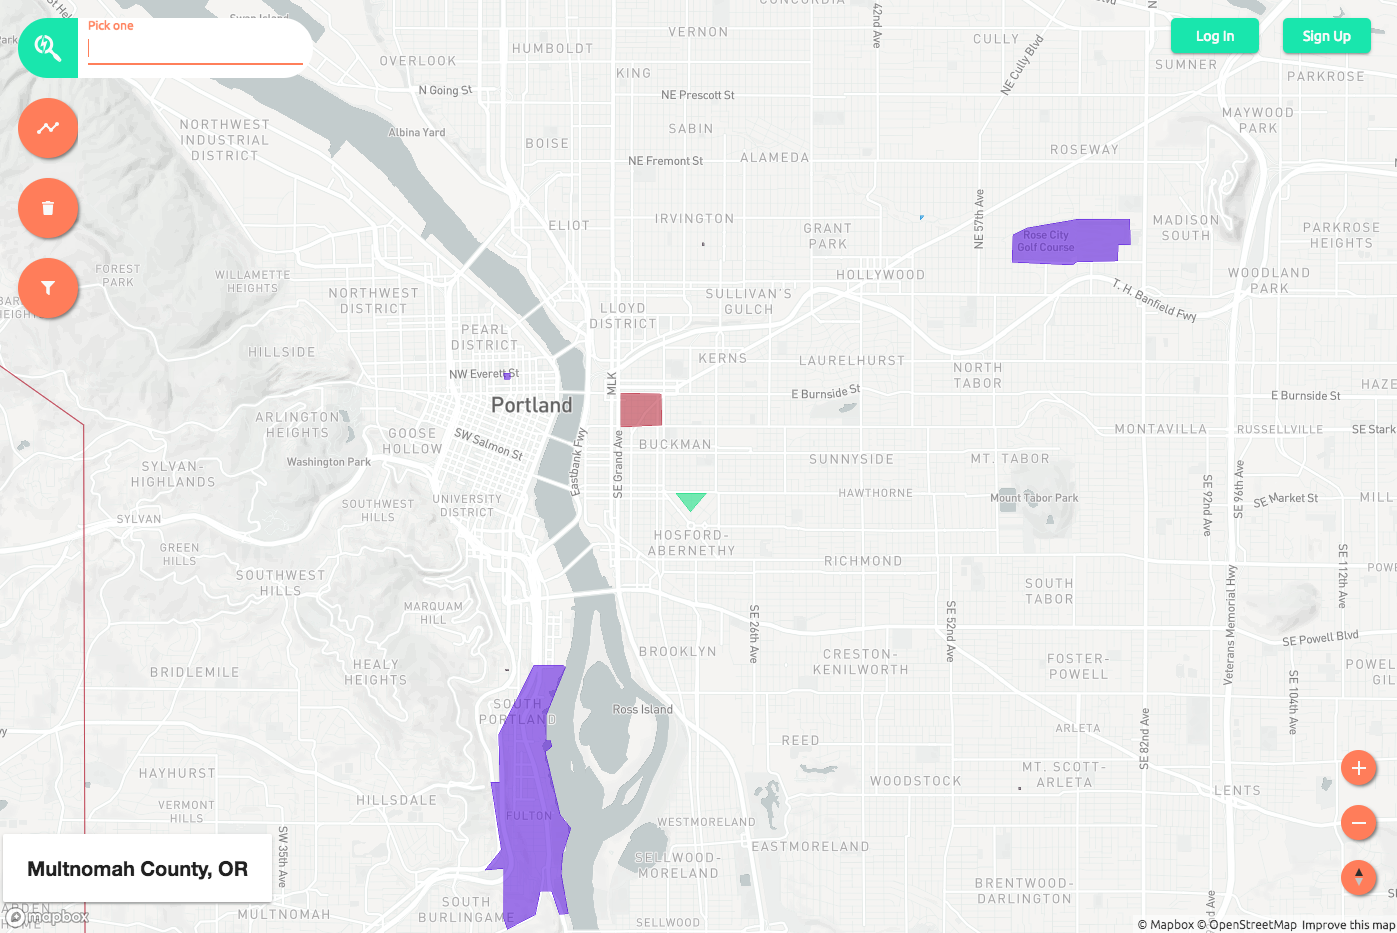 Swan Island
CONCORDIA
42nd Ave
Pick one
VERNON
CULLY
Log In
Sign Up
HUMBOLDT
OVERLOOK
SUMNER
KING
PARKROSE
NE Cully Blvd
N Going St
NE Prescott St
MAYWOOD
PARK
NORTHWEST
INDUSTRIAL
DISTRICT
Albina Yard
SABIN
BOISE
ROSEWAY
NE Fremont St
ALAMEDA
NE 57th Ave
IRVINGTON
ELIOT
GRANT
PARK
MADISON
SOUTH
PARKROSE
HEIGHTS
Rose City
Golf Course
FOREST
PARK
WILLAMETTE
HEIGHTS
HOLLYWOOD
WOODLAND
PARK
NORTHWEST
DISTRICT
SULLIVAN'S
GULCH
T. H. Banfield Fwy
LLOYD
DISTRICT
PEARL
DISTRICT
HILLSIDE
KERNS
LAURELHURST
NORTH
TABOR
NW Everett St
MLK
E Burnside St
E Burnside St
Portland
ARLINGTON
HEIGHTS
GOOSE
HOLLOW
SW Salmon St
BUCKMAN
MONTAVILLA
RUSSELLVILLE
SE Stark
Eastbank Fwy
SE Grand Ave
SUNNYSIDE
MT. TABOR
Washington Park
SYLVAN-
HIGHLANDS
SOUTHWEST
HILLS
UNIVERSITY
DISTRICT
HAWTHORNE
Mount Tabor Park
SE 92nd Ave
SE 96th Ave
SE Market St
SYLVAN
HOSFORD-
ABERNETHY
GREEN
HILLS
RICHMOND
SOUTHWEST
HILLS
SOUTH
TABOR
SE 112th Ave
MARQUAM
HILL
SE 26th Ave
SE 52nd Ave
Veterans Memorial Hwy
SE Powell Blvd
BROOKLYN
CRESTON-
KENILWORTH
FOSTER-
POWELL
BRIDLEMILE
HEALY
HEIGHTS
SE 104th Ave
SOUTH
PORTLAND
Ross Island
ARLETA
SE 82nd Ave
REED
HAYHURST
WOODSTOCK
MT. SCOTT-
ARLETA
LENTS
HILLSDALE
VERMONT
HILLS
FULTON
WESTMORELAND
EASTMORELAND
SW 35th Ave
SELLWOOD-
MORELAND
Multnomah County, OR
BRENTWOOD-
DARLINGTON
SOUTH
BURLINGAME
MULTNOMAH
SELLWOOD
mapbox
© Mapbox © OpenStreetMap Improve this map